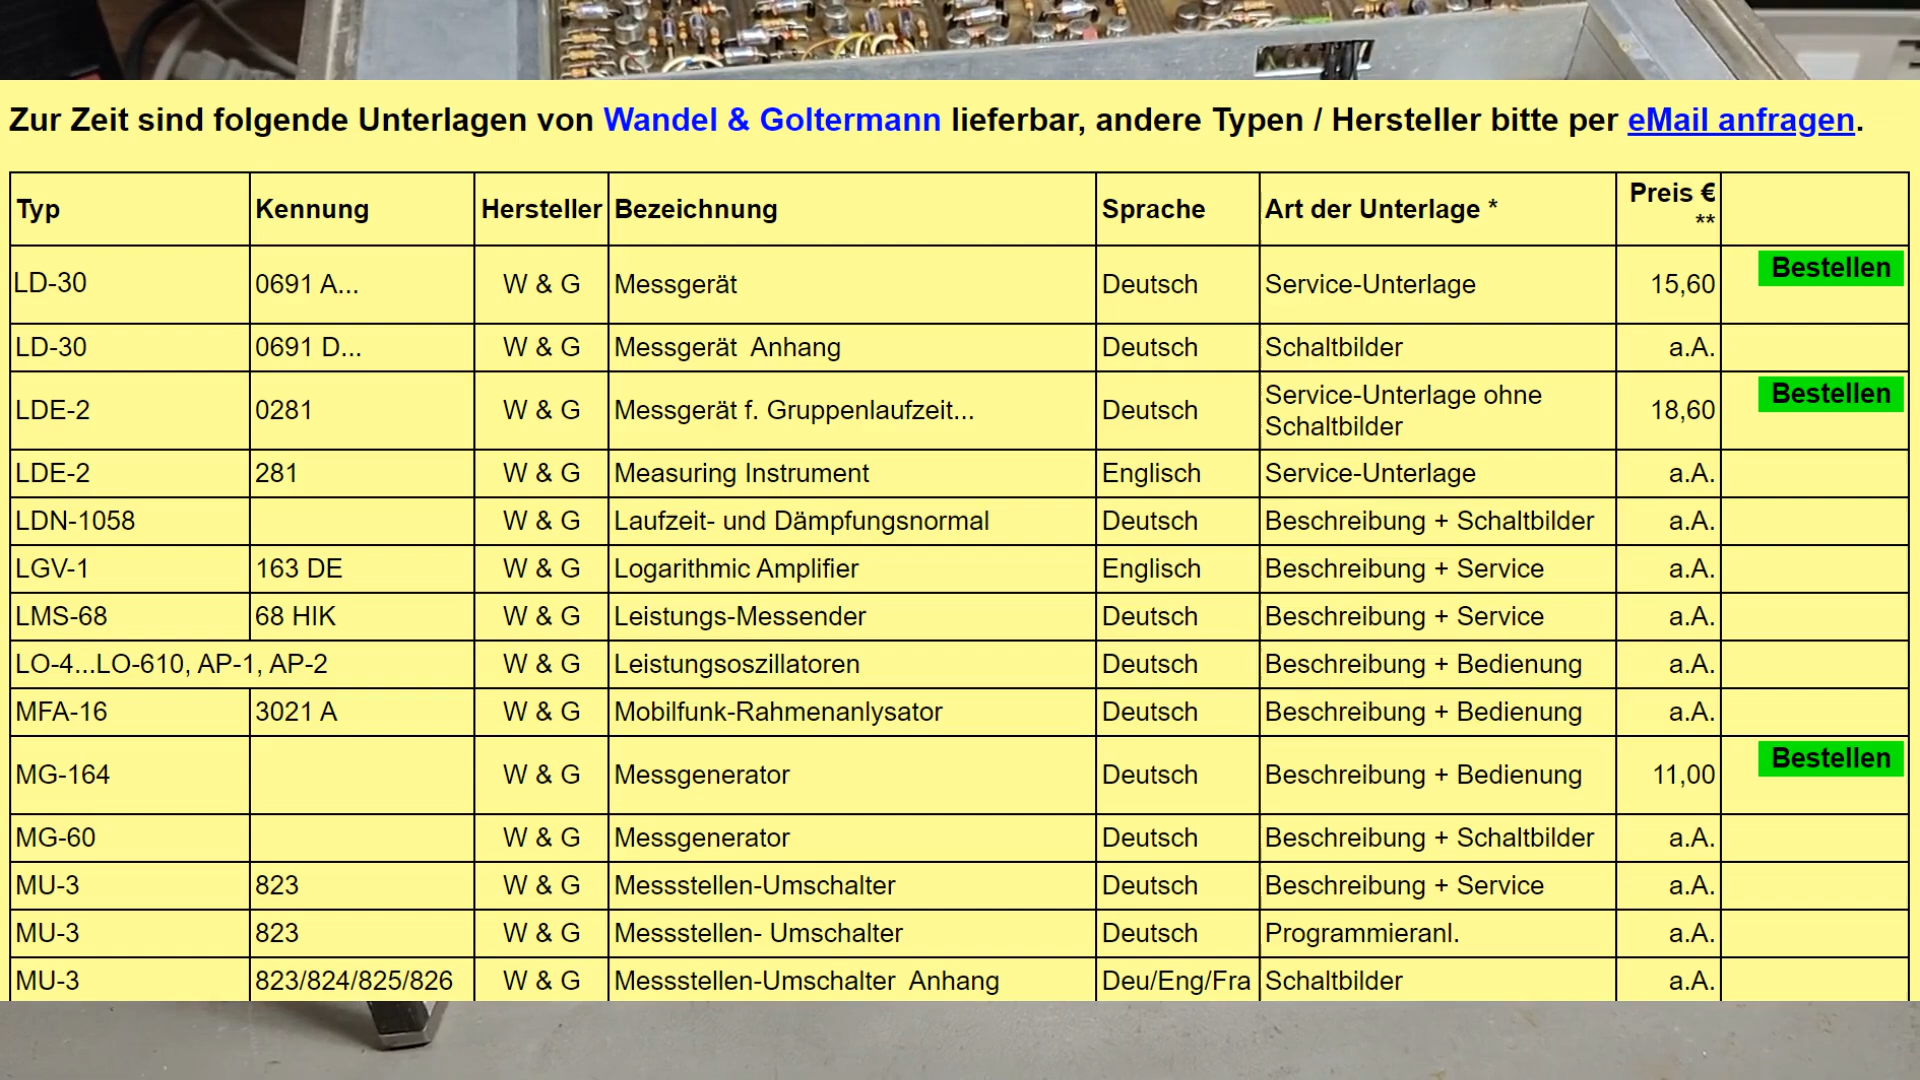 Zur Zeit sind folgende Unterlagen von Wandel & Goltermann lieferbar, andere Typen / Hersteller bitte per eMail anfragen.
Typ Kennung Hersteller Bezeichnung Sprache Art der Unterlage * Preis € **
LD-30 0691 A... W & G Messgerät Deutsch Service-Unterlage 15,60 Bestellen
LD-30 0691 D... W & G Messgerät Anhang Deutsch Schaltbilder a.A.
LDE-2 0281 W & G Messgerät f. Gruppenlaufzeit... Deutsch Service-Unterlage ohne Schaltbilder 18,60 Bestellen
LDE-2 281 W & G Measuring Instrument Englisch Service-Unterlage a.A.
LDN-1058 W & G Laufzeit- und Dämpfungsnormal Deutsch Beschreibung + Schaltbilder a.A.
LGV-1 163 DE W & G Logarithmic Amplifier Englisch Beschreibung + Service a.A.
LMS-68 68 HIK W & G Leistungs-Messender Deutsch Beschreibung + Service a.A.
LO-4...LO-610, AP-1, AP-2 W & G Leistungsoszillatoren Deutsch Beschreibung + Bedienung a.A.
MFA-16 3021 A W & G Mobilfunk-Rahmenanlysator Deutsch Beschreibung + Bedienung a.A.
MG-164 W & G Messgenerator Deutsch Beschreibung + Bedienung 11,00 Bestellen
MG-60 W & G Messgenerator Deutsch Beschreibung + Schaltbilder a.A.
MU-3 823 W & G Messstellen-Umschalter Deutsch Beschreibung + Service a.A.
MU-3 823 W & G Messstellen- Umschalter Deutsch Programmieranl. a.A.
MU-3 823/824/825/826 W & G Messstellen-Umschalter Anhang Deu/Eng/Fra Schaltbilder a.A.